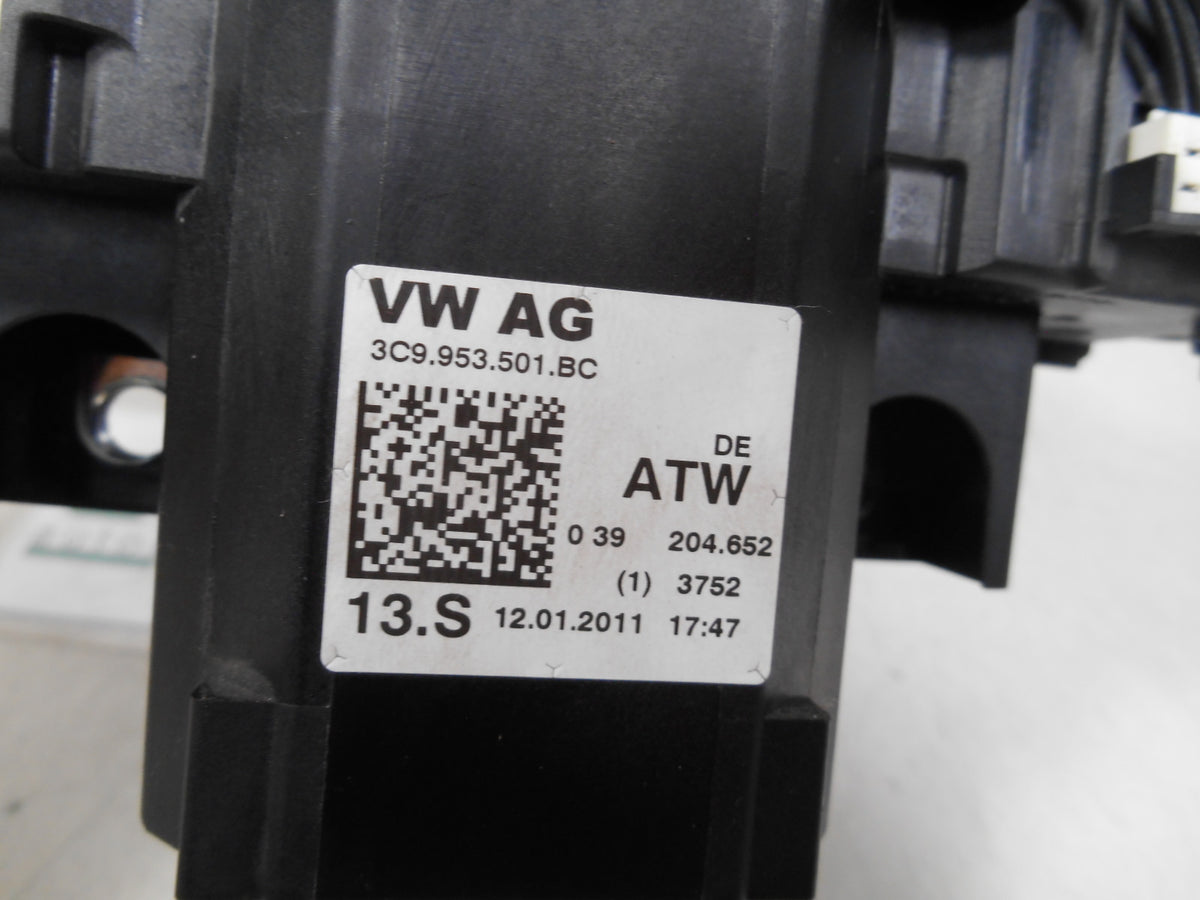 VW AG
3C9.953.501.BC
DE
ATW
0 39 204.652
(1) 3752
13.S 12.01.2011 17:47